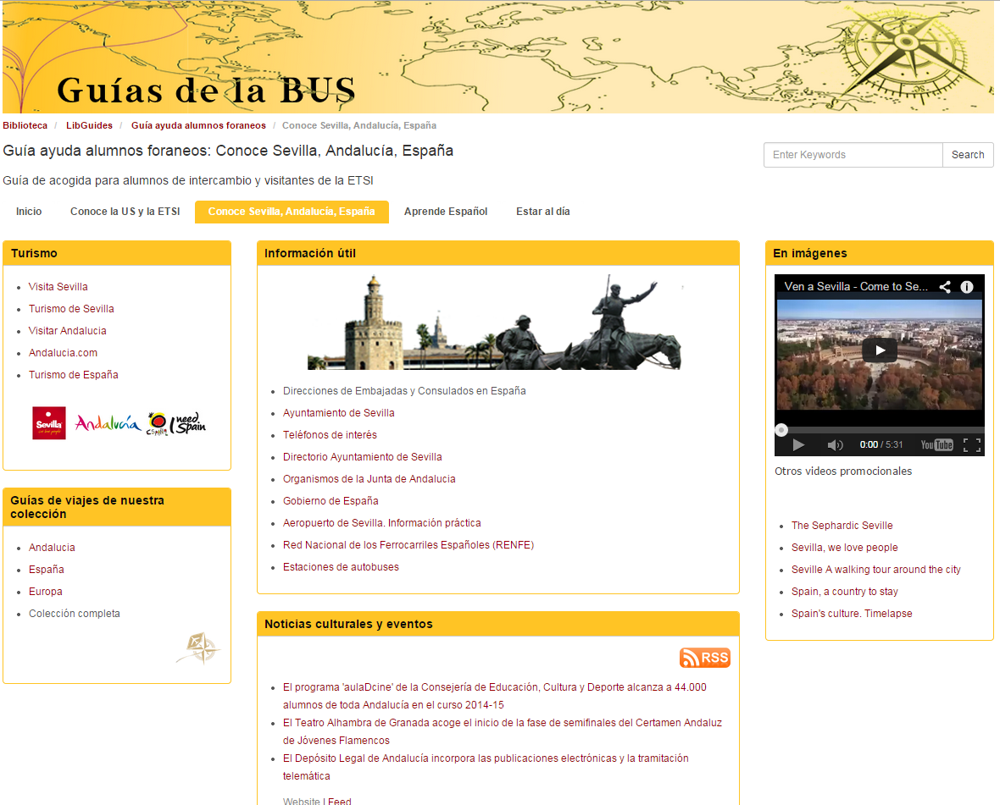 Guías de la BUS
Biblioteca / LibGuides / Guía ayuda alumnos foraneos / Conoce Sevilla, Andalucía, España
Guía ayuda alumnos foraneos: Conoce Sevilla, Andalucía, España
Enter Keywords
Search
Guía de acogida para alumnos de intercambio y visitantes de la ETSI
Inicio
Conoce la US y la ETSI
Conoce Sevilla, Andalucía, España
Aprende Español
Estar al día
Turismo
Visita Sevilla
Turismo de Sevilla
Visitar Andalucia
Andalucia.com
Turismo de España
Sevilla
we love people
Andalucía
España
I need Spain
Guías de viajes de nuestra
colección
Andalucia
España
Europa
Colección completa
Información útil
Direcciones de Embajadas y Consulados en España
Ayuntamiento de Sevilla
Teléfonos de interés
Directorio Ayuntamiento de Sevilla
Organismos de la Junta de Andalucia
Gobierno de España
Aeropuerto de Sevilla. Información práctica
Red Nacional de los Ferrocarriles Españoles (RENFE)
Estaciones de autobuses
Noticias culturales y eventos
RSS
El programa 'aulaDcine' de la Consejería de Educación, Cultura y Deporte alcanza a 44.000
alumnos de toda Andalucía en el curso 2014-15
El Teatro Alhambra de Granada acoge el inicio de la fase de semifinales del Certamen Andaluz
de Jóvenes Flamencos
El Depósito Legal de Andalucía incorpora las publicaciones electrónicas y la tramitación
telemática
Website | Feed
En imágenes
Ven a Sevilla - Come to Se...
0:00 / 5:31
YouTube
Otros videos promocionales
The Sephardic Seville
Sevilla, we love people
Seville A walking tour around the city
Spain, a country to stay
Spain's culture. Timelapse